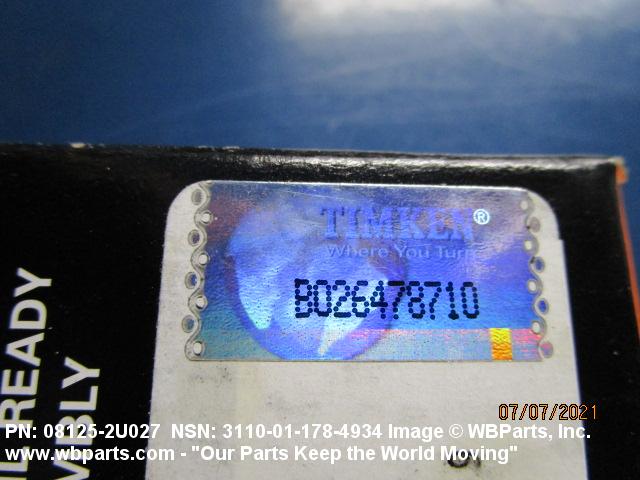 TIMKEN®
Where You Turn
B026478710
READY
07/07/2021
PN: 08125-2U027 NSN: 3110-01-178-4934 Image © WBParts, Inc.
www.wbparts.com - "Our Parts Keep the World Moving"